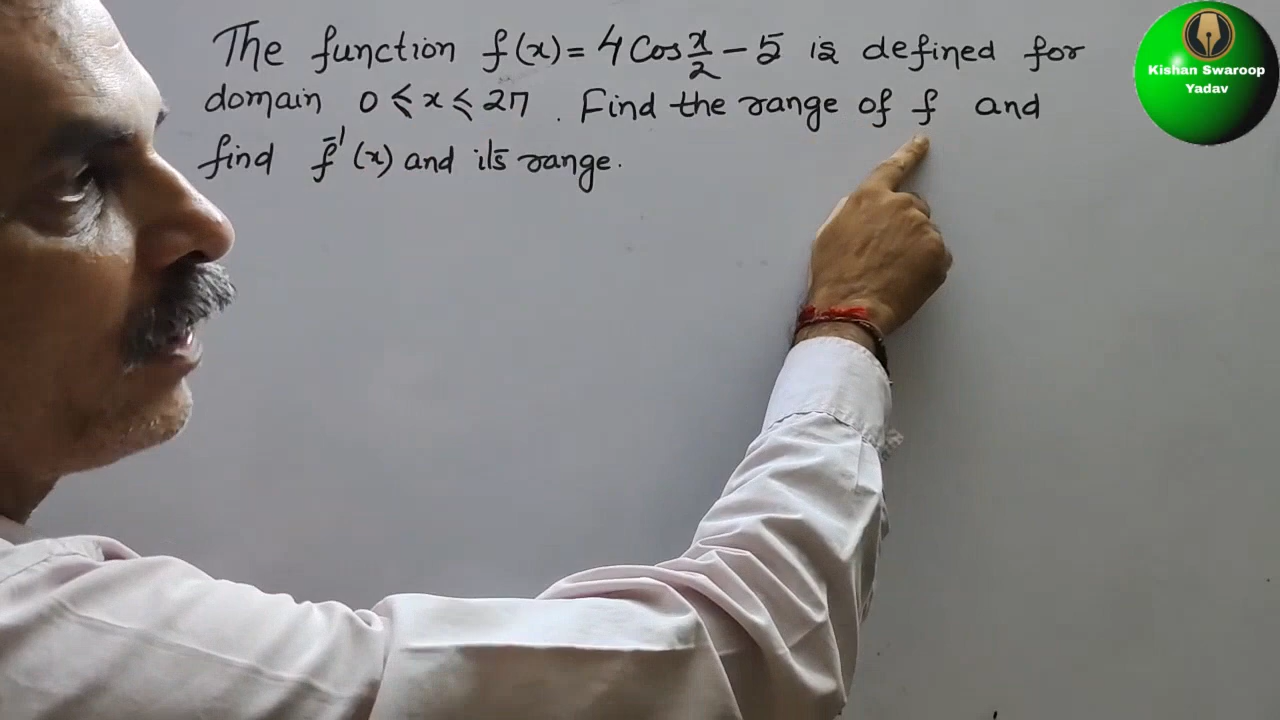 The function f(x) = 4 Cos x/2 - 5 is defined for
domain 0 ≤ x ≤ 2π . Find the range of f and
find f⁻¹(x) and its range.
Kishan Swaroop
Yadav